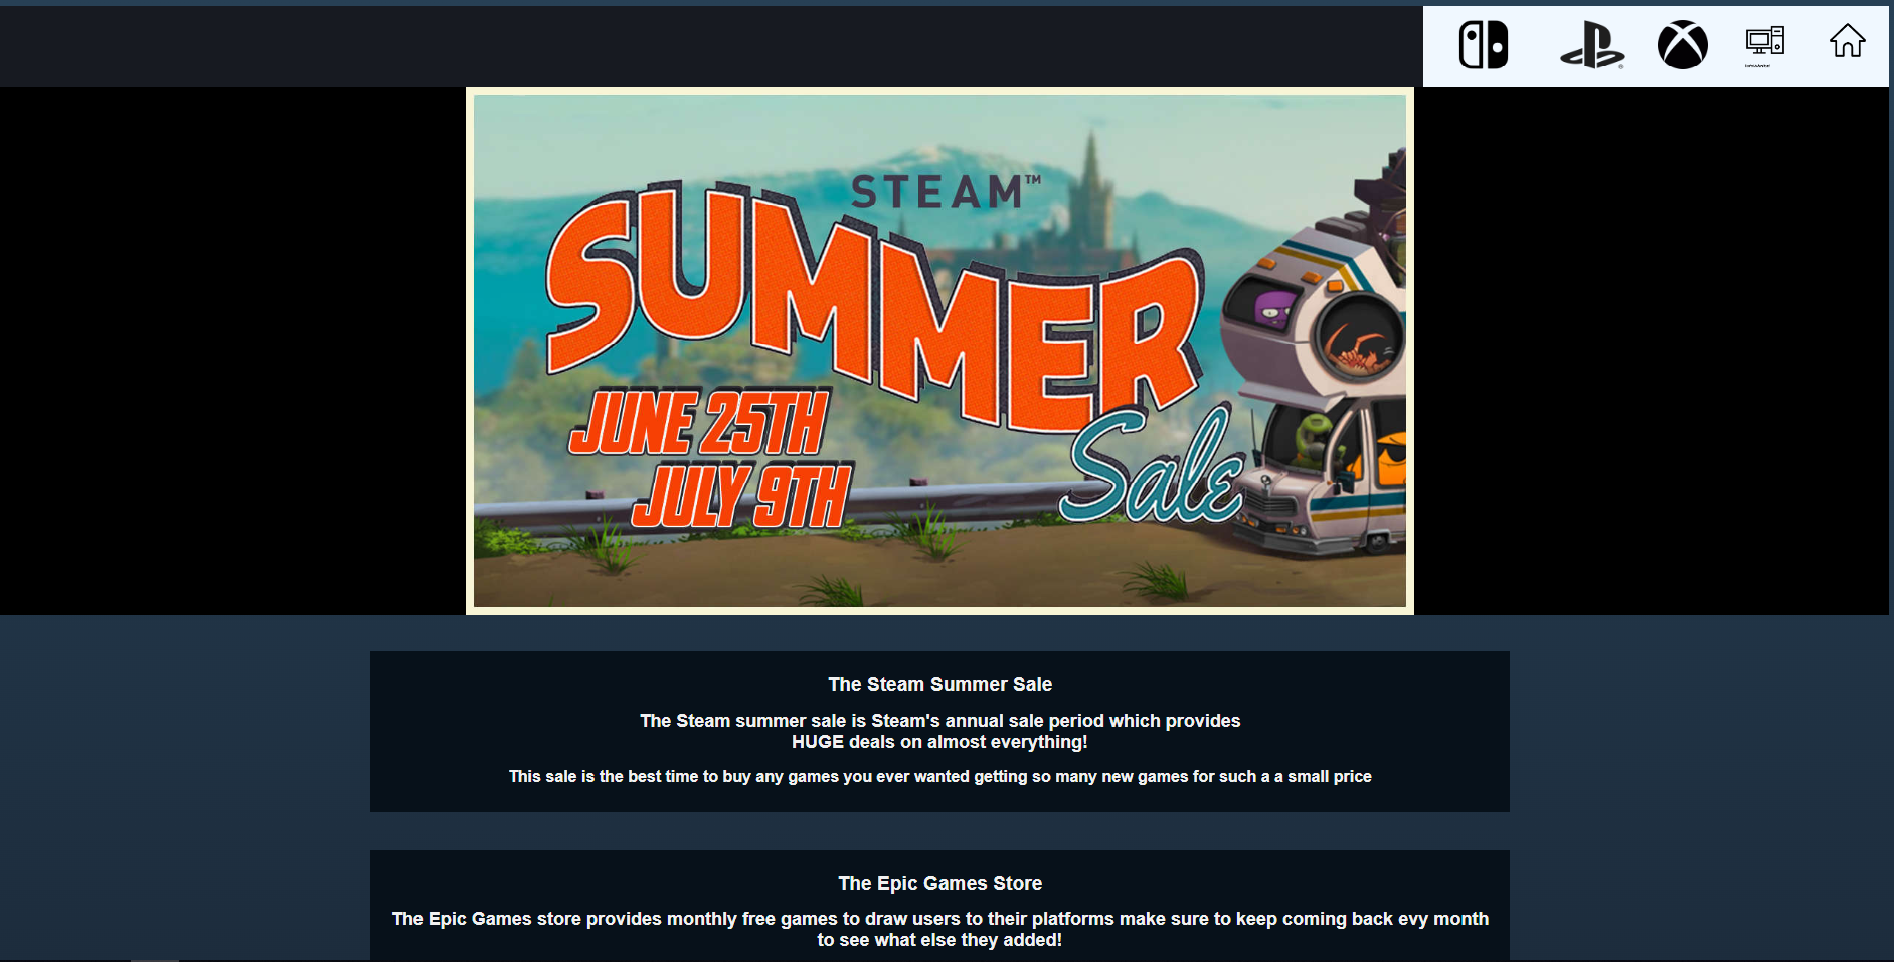 STEAM™
SUMMER
JUNE 25TH
JULY 9TH
Sale
The Steam Summer Sale
The Steam summer sale is Steam's annual sale period which provides
HUGE deals on almost everything!
This sale is the best time to buy any games you ever wanted getting so many new games for such a a small price
The Epic Games Store
The Epic Games store provides monthly free games to draw users to their platforms make sure to keep coming back evy month
to see what else they added!